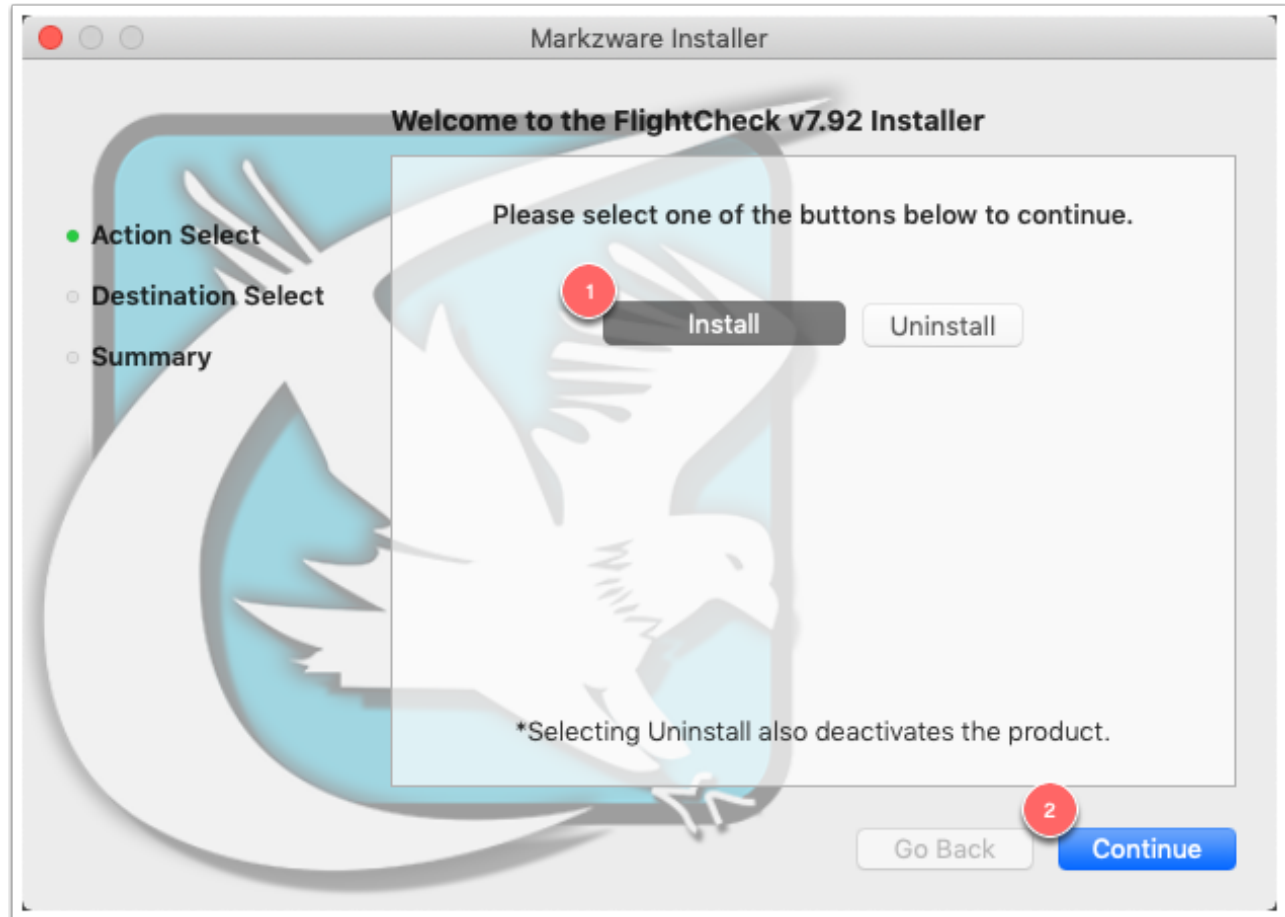 Markzware Installer
Welcome to the FlightCheck v7.92 Installer
Action Select
Destination Select
Summary
Please select one of the buttons below to continue.
1
Install
Uninstall
*Selecting Uninstall also deactivates the product.
2
Go Back
Continue